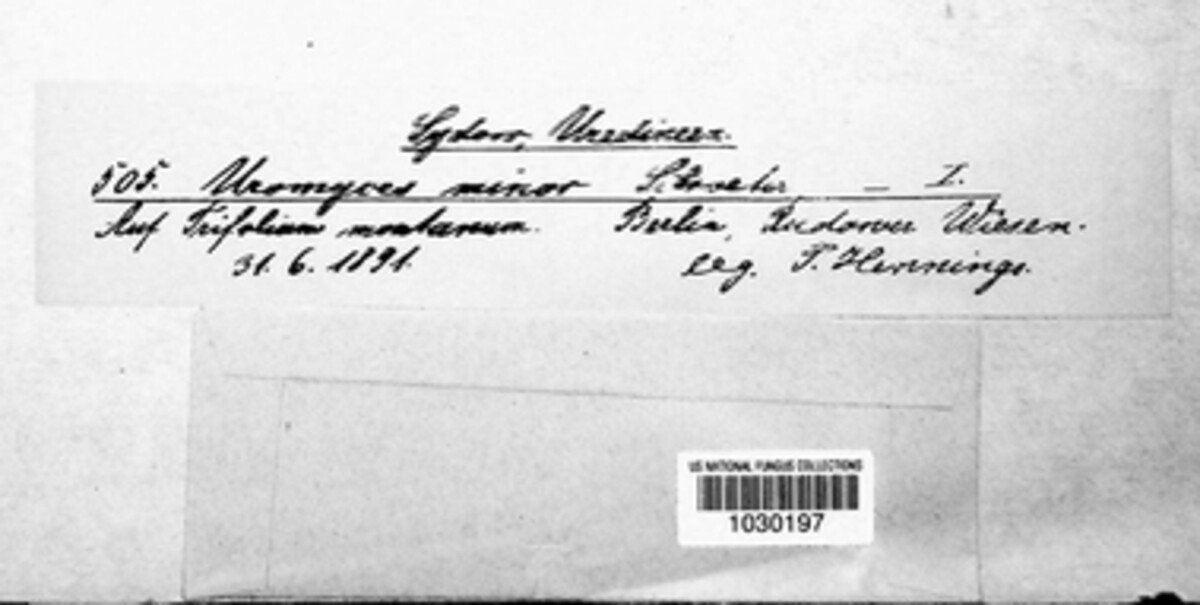 Sydow, Uredineen.
505. Uromyces minor Schroeter — I.
Auf Trifolium montanum. Berlin, Rudower Wiesen.
31. 6. 1891. leg. P. Hennings.
US NATIONAL FUNGUS COLLECTIONS
1030197